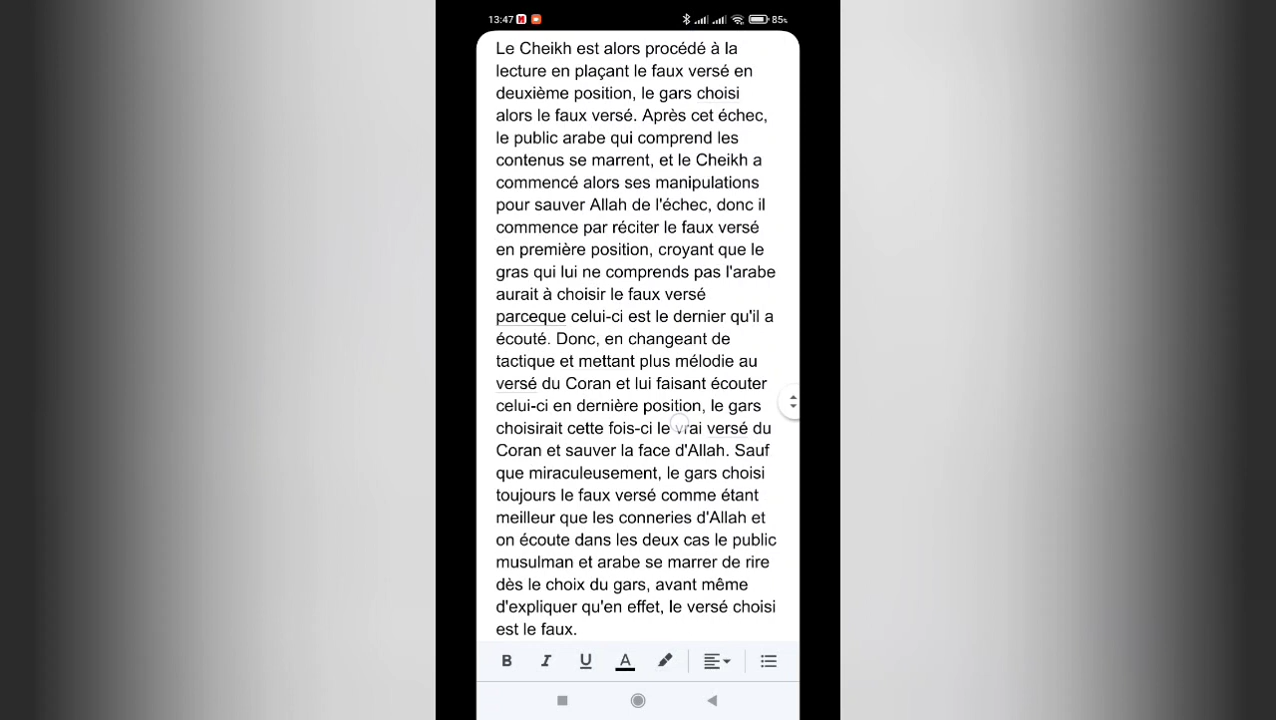 13:47
85%
Le Cheikh est alors procédé à la
lecture en plaçant le faux versé en
deuxième position, le gars choisi
alors le faux versé. Après cet échec,
le public arabe qui comprend les
contenus se marrent, et le Cheikh a
commencé alors ses manipulations
pour sauver Allah de l'échec, donc il
commence par réciter le faux versé
en première position, croyant que le
gras qui lui ne comprends pas l'arabe
aurait à choisir le faux versé
parceque celui-ci est le dernier qu'il a
écouté. Donc, en changeant de
tactique et mettant plus mélodie au
versé du Coran et lui faisant écouter
celui-ci en dernière position, le gars
choisirait cette fois-ci le vrai versé du
Coran et sauver la face d'Allah. Sauf
que miraculeusement, le gars choisi
toujours le faux versé comme étant
meilleur que les conneries d'Allah et
on écoute dans les deux cas le public
musulman et arabe se marrer de rire
dès le choix du gars, avant même
d'expliquer qu'en effet, le versé choisi
est le faux.
B I U A